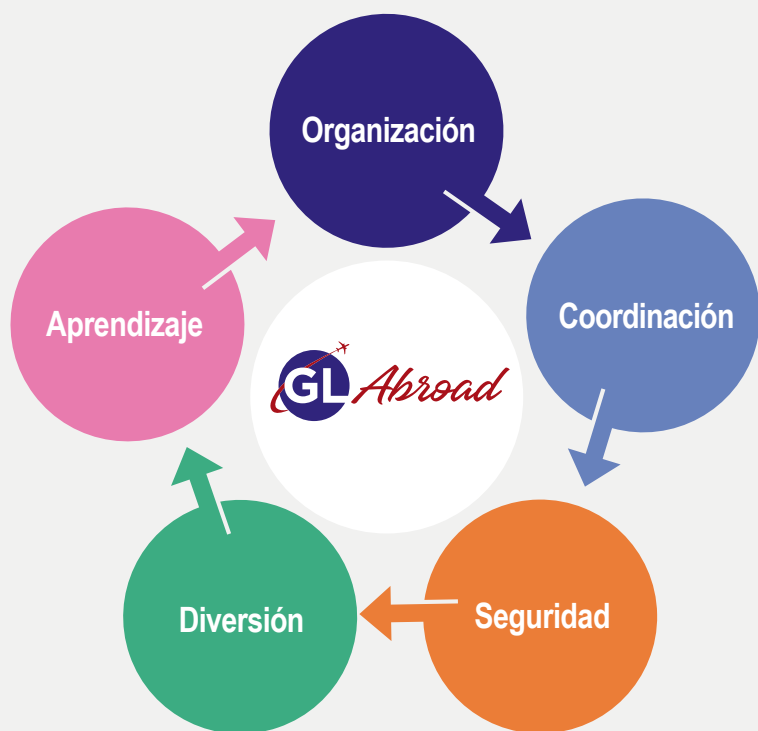 Organización
Coordinación
Aprendizaje
GL Abroad
Diversión
Seguridad